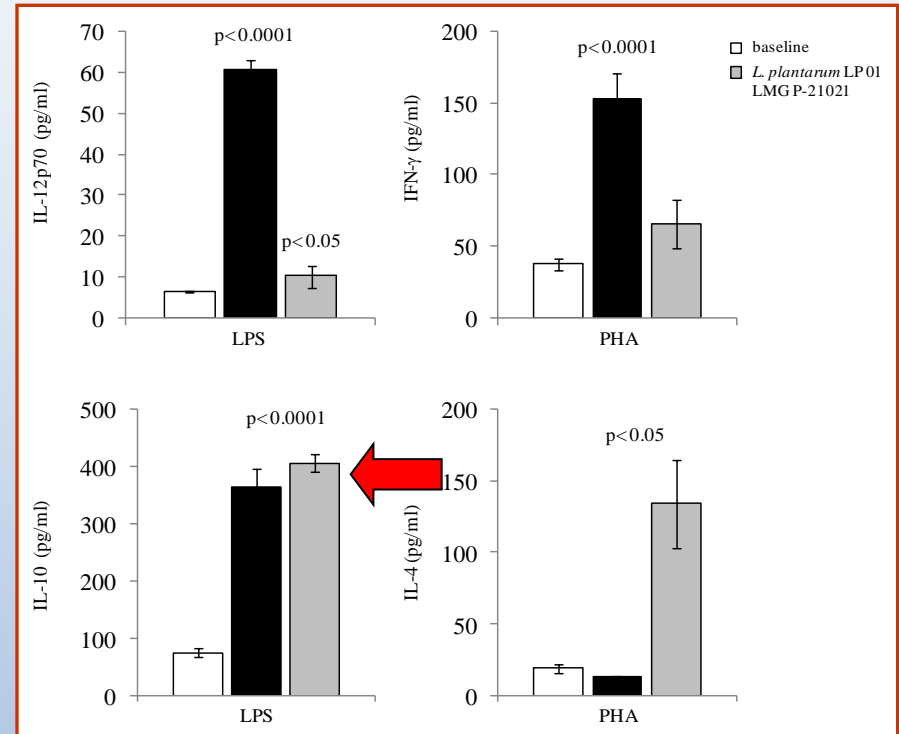 70
60
50
40
30
20
10
0
IL-12p70 (pg/ml)
p<0.0001
p<0.05
LPS
200
150
100
50
0
IFN-γ (pg/ml)
p<0.0001
PHA
baseline
L. plantarum LP01
LMG P-21021
500
400
300
200
100
0
IL-10 (pg/ml)
p<0.0001
LPS
200
150
100
50
0
IL-4 (pg/ml)
p<0.05
PHA